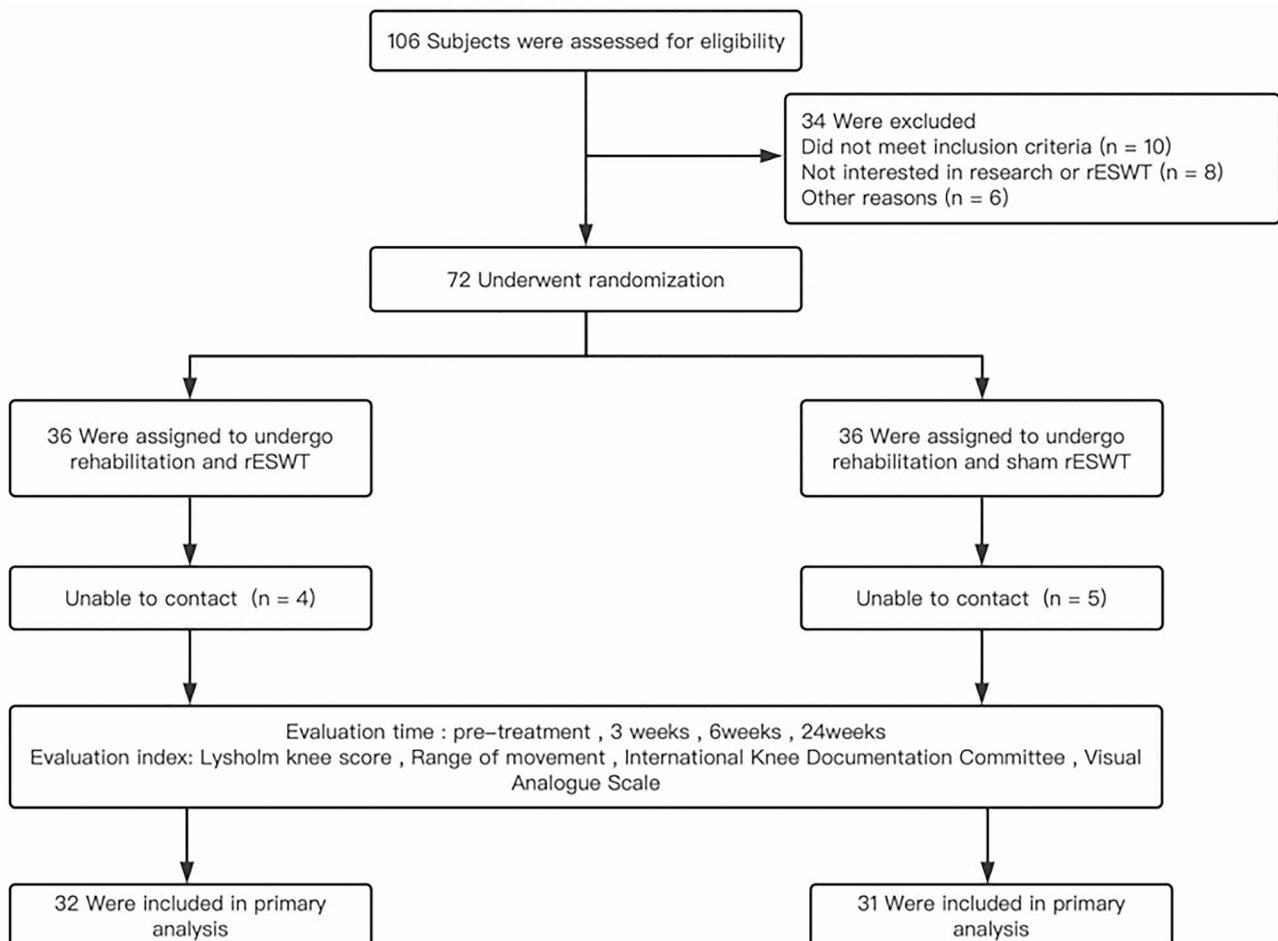 106 Subjects were assessed for eligibility
34 Were excluded
Did not meet inclusion criteria (n = 10)
Not interested in research or rESWT (n = 8)
Other reasons (n = 6)
72 Underwent randomization
36 Were assigned to undergo
rehabilitation and rESWT
36 Were assigned to undergo
rehabilitation and sham rESWT
Unable to contact (n = 4)
Unable to contact (n = 5)
Evaluation time : pre-treatment , 3 weeks , 6weeks , 24weeks
Evaluation index: Lysholm knee score , Range of movement , International Knee Documentation Committee , Visual
Analogue Scale
32 Were included in primary
analysis
31 Were included in primary
analysis